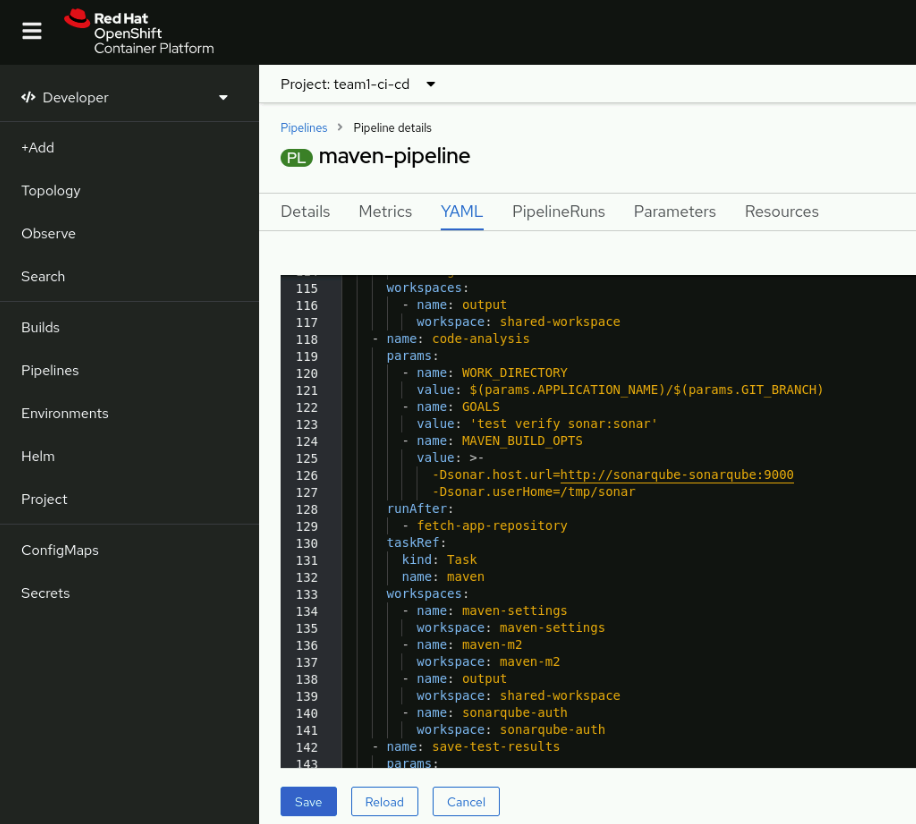 Red Hat
OpenShift
Container Platform
Developer
+Add
Topology
Observe
Search
Builds
Pipelines
Environments
Helm
Project
ConfigMaps
Secrets
Project: team1-ci-cd
Pipelines > Pipeline details
PL maven-pipeline
Details Metrics YAML PipelineRuns Parameters Resources
115 workspaces:
116 - name: output
117 workspace: shared-workspace
118 - name: code-analysis
119 params:
120 - name: WORK_DIRECTORY
121 value: $(params.APPLICATION_NAME)/$(params.GIT_BRANCH)
122 - name: GOALS
123 value: 'test verify sonar:sonar'
124 - name: MAVEN_BUILD_OPTS
125 value: >-
126 -Dsonar.host.url=http://sonarqube-sonarqube:9000
127 -Dsonar.userHome=/tmp/sonar
128 runAfter:
129 - fetch-app-repository
130 taskRef:
131 kind: Task
132 name: maven
133 workspaces:
134 - name: maven-settings
135 workspace: maven-settings
136 - name: maven-m2
137 workspace: maven-m2
138 - name: output
139 workspace: shared-workspace
140 - name: sonarqube-auth
141 workspace: sonarqube-auth
142 - name: save-test-results
143 params:
Save Reload Cancel